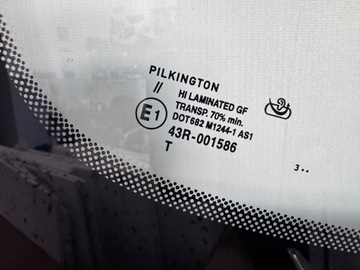 PILKINGTON
//
HI LAMINATED GF
E1
TRANSP. 70% min.
DOT682 M1244-1 AS1
43R-001586
T
3..